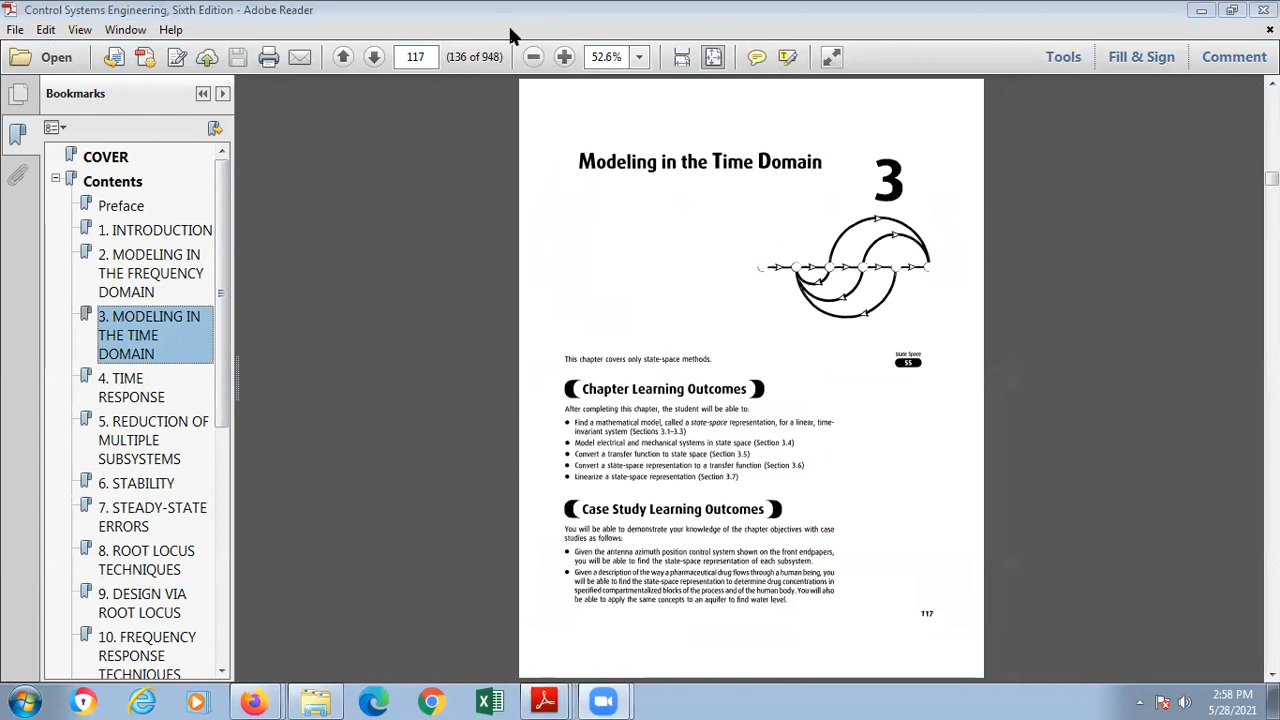 Control Systems Engineering, Sixth Edition - Adobe Reader
File Edit View Window Help
Open 117 (136 of 948) 52.6% Tools Fill & Sign Comment
Bookmarks
COVER
Contents
Preface
1. INTRODUCTION
2. MODELING IN
THE FREQUENCY
DOMAIN
3. MODELING IN
THE TIME
DOMAIN
4. TIME
RESPONSE
5. REDUCTION OF
MULTIPLE
SUBSYSTEMS
6. STABILITY
7. STEADY-STATE
ERRORS
8. ROOT LOCUS
TECHNIQUES
9. DESIGN VIA
ROOT LOCUS
10. FREQUENCY
RESPONSE
TECHNIQUES
Modeling in the Time Domain
3
This chapter covers only state-space methods.
State Space
SS
Chapter Learning Outcomes
After completing this chapter, the student will be able to:
• Find a mathematical model, called a state-space representation, for a linear, time-
invariant system (Sections 3.1–3.3)
• Model electrical and mechanical systems in state space (Section 3.4)
• Convert a transfer function to state space (Section 3.5)
• Convert a state-space representation to a transfer function (Section 3.6)
• Linearize a state-space representation (Section 3.7)
Case Study Learning Outcomes
You will be able to demonstrate your knowledge of the chapter objectives with case
studies as follows:
• Given the antenna azimuth position control system shown on the front endpapers,
you will be able to find the state-space representation of each subsystem.
• Given a description of the way a pharmaceutical drug flows through a human being, you
will be able to find the state-space representation to determine drug concentrations in
specified compartmentalized blocks of the process and of the human body. You will also
be able to apply the same concepts to an aquifer to find water level.
117
2:58 PM
5/28/2021